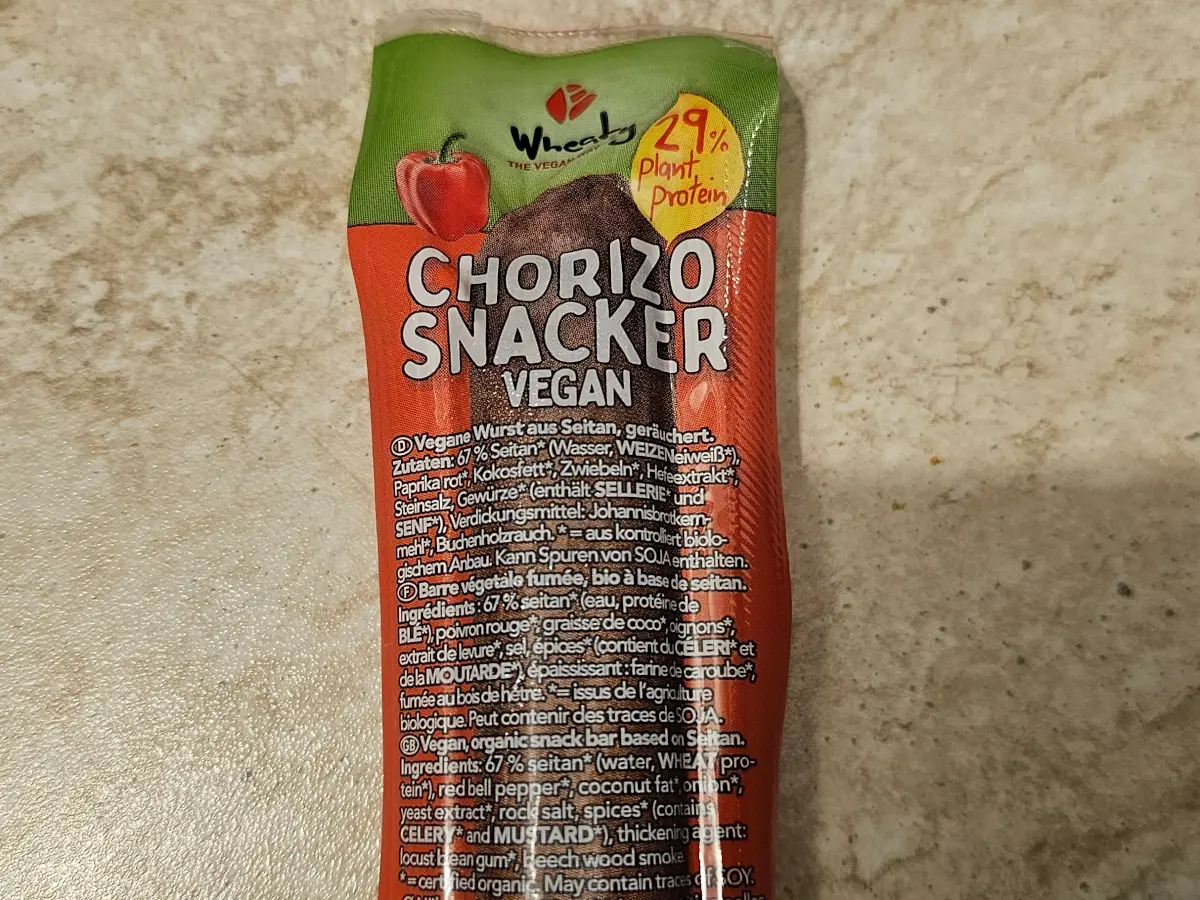 Wheaty
THE VEGAN
29%
plant
protein
CHORIZO
SNACKER
VEGAN
D Vegane Wurst aus Seitan, geräuchert.
Zutaten: 67 % Seitan* (Wasser, WEIZENeiweiß*),
Paprika rot*, Kokosfett*, Zwiebeln*, Hefeextrakt*,
Steinsalz, Gewürze* (enthält SELLERIE* und
SENF*), Verdickungsmittel: Johannisbrotkern-
mehl*, Buchenholzrauch. * = aus kontrolliert biolo-
gischem Anbau. Kann Spuren von SOJA enthalten.
F Barre végétale fumée, bio à base de seitan.
Ingrédients : 67 % seitan* (eau, protéine de
BLÉ*), poivron rouge*, graisse de coco*, oignons*,
extrait de levure*, sel, épices* (contient du CÉLERI* et
de la MOUTARDE*), épaississant : farine de caroube*,
fumée au bois de hêtre. *= issus de l'agriculture
biologique. Peut contenir des traces de SOJA.
GB Vegan, organic snack bar based on Seitan.
Ingredients: 67 % seitan* (water, WHEAT pro-
tein*), red bell pepper*, coconut fat*, onion*,
yeast extract*, rock salt, spices* (contains
CELERY* and MUSTARD*), thickening agent:
locust bean gum*, beech wood smoke.
* = certified organic. May contain traces of SOY.